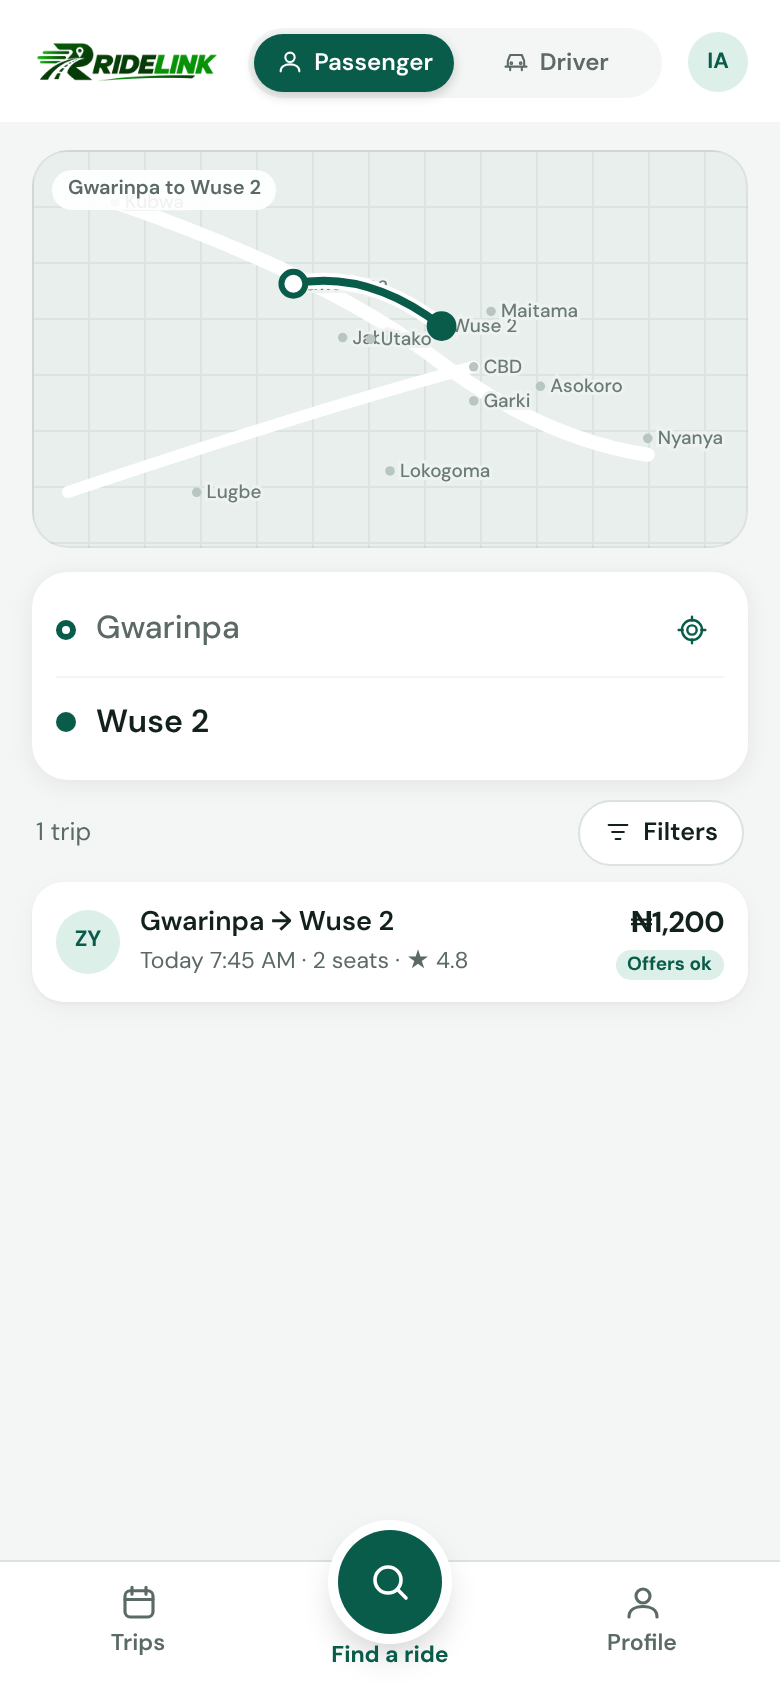 RIDELINK
Passenger
Driver
IA
Gwarinpa to Wuse 2
Kubwa
Maitama
Wuse 2
Utako
CBD
Asokoro
Garki
Nyanya
Lokogoma
Lugbe
Gwarinpa
Wuse 2
1 trip
Filters
ZY
Gwarinpa → Wuse 2
₦1,200
Today 7:45 AM · 2 seats · ★ 4.8
Offers ok
Trips
Find a ride
Profile